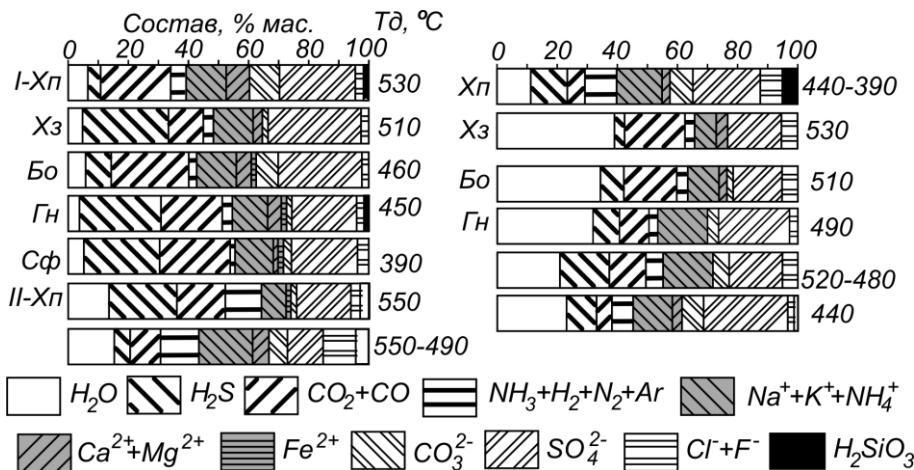 Состав, % мас. Тд, °C
0 20 40 60 80 100
I-Хп 530
Хз 510
Бо 460
Гн 450
Сф 390
II-Хп 550
550-490
0 20 40 60 80 100
Хп 440-390
Хз 530
Бо 510
Гн 490
520-480
440
H₂O H₂S CO₂+CO NH₃+H₂+N₂+Ar Na⁺+K⁺+NH₄⁺
Ca²⁺+Mg²⁺ Fe²⁺ CO₃²⁻ SO₄²⁻ Cl⁻+F⁻ H₂SiO₃